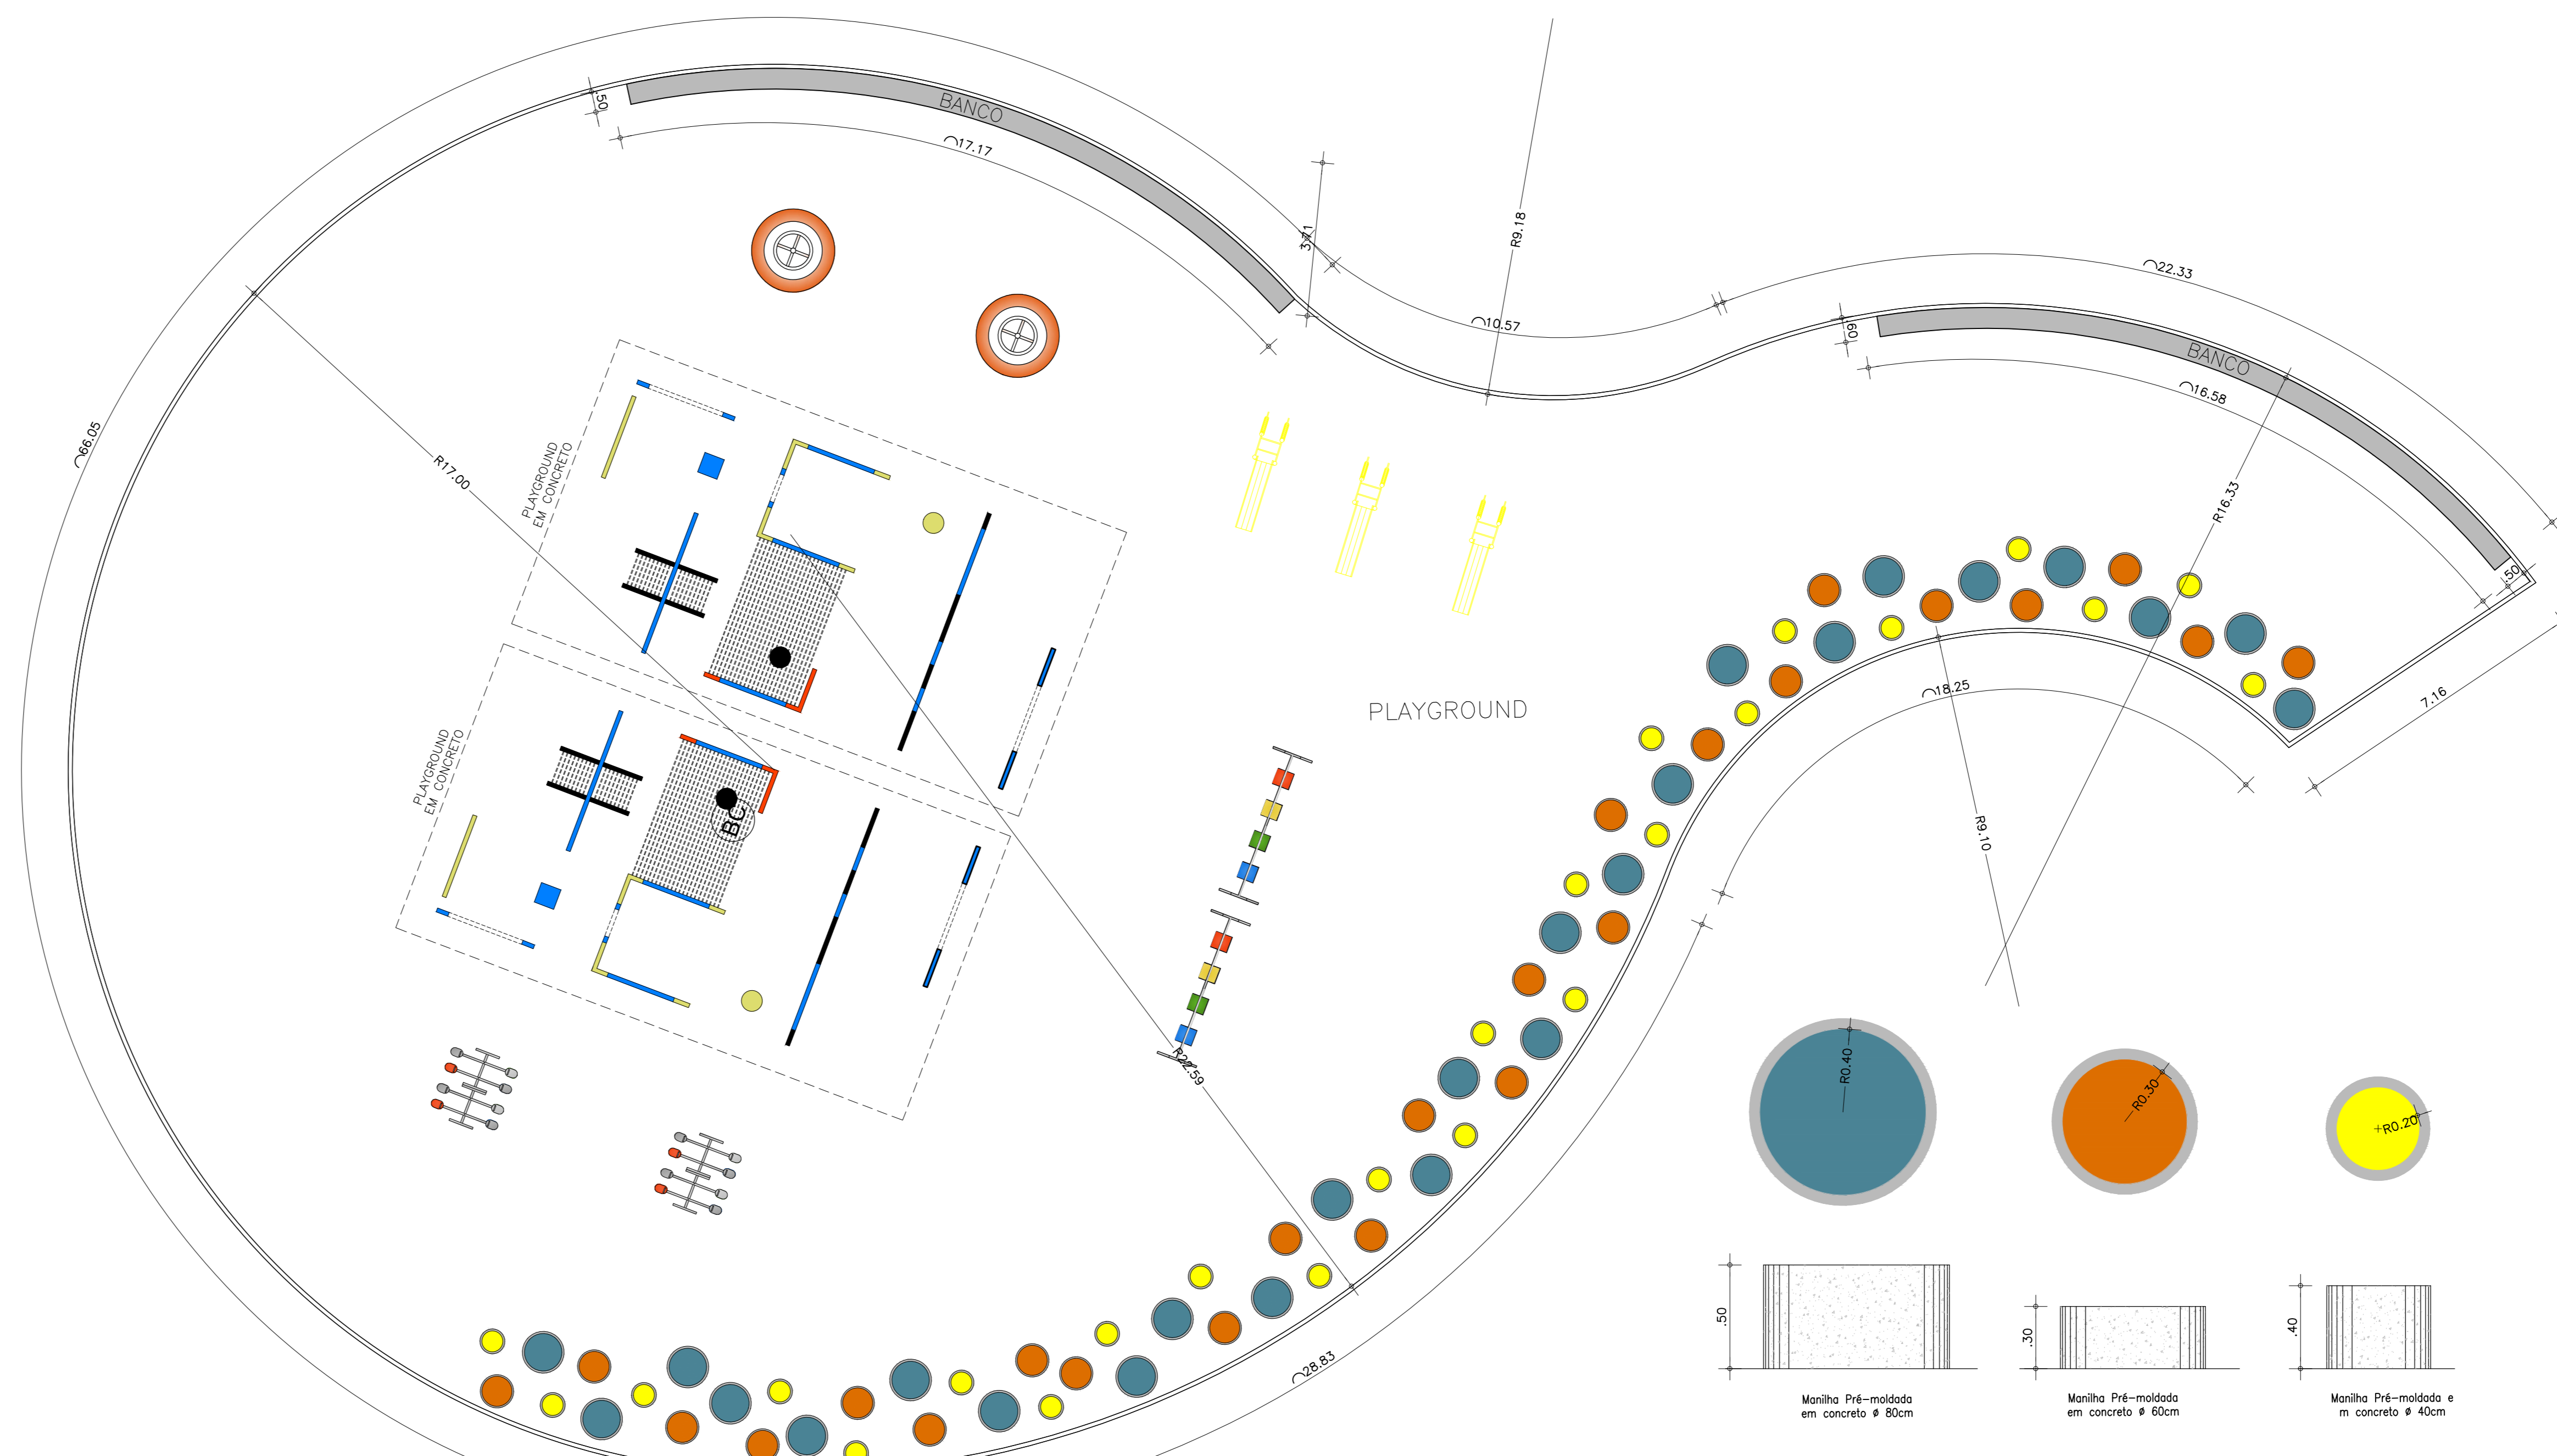 BANCO
.50
17.17
3.71
R9.18
22.33
10.57
.60
BANCO
16.58
66.05
R17.00
PLAYGROUND
EM CONCRETO
R16.33
.50
18.25
7.16
PLAYGROUND
PLAYGROUND
EM CONCRETO
BC
R9.10
R22.59
28.83
R0.40
R0.30
R0.20
.50
.30
.40
Manilha Pré-moldada
em concreto ø 80cm
Manilha Pré-moldada
em concreto ø 60cm
Manilha Pré-moldada e
m concreto ø 40cm